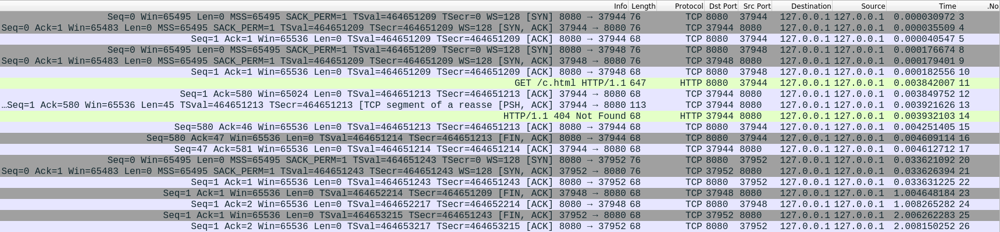 Info Length Protocol Dst Port Src Port Destination Source Time .No
Seq=0 Win=65495 Len=0 MSS=65495 SACK_PERM=1 TSval=464651209 TSecr=0 WS=128 [SYN] 8080 → 37944 76 TCP 8080 37944 127.0.0.1 127.0.0.1 0.000030972 3
Seq=0 Ack=1 Win=65483 Len=0 MSS=65495 SACK_PERM=1 TSval=464651209 TSecr=464651209 WS=128 [SYN, ACK] 37944 → 8080 76 TCP 37944 8080 127.0.0.1 127.0.0.1 0.000035509 4
Seq=1 Ack=1 Win=65536 Len=0 TSval=464651209 TSecr=464651209 [ACK] 8080 → 37944 68 TCP 8080 37944 127.0.0.1 127.0.0.1 0.000040547 5
Seq=0 Win=65495 Len=0 MSS=65495 SACK_PERM=1 TSval=464651209 TSecr=0 WS=128 [SYN] 8080 → 37948 76 TCP 8080 37948 127.0.0.1 127.0.0.1 0.000176674 8
Seq=0 Ack=1 Win=65483 Len=0 MSS=65495 SACK_PERM=1 TSval=464651209 TSecr=464651209 WS=128 [SYN, ACK] 37948 → 8080 76 TCP 37948 8080 127.0.0.1 127.0.0.1 0.000179401 9
Seq=1 Ack=1 Win=65536 Len=0 TSval=464651209 TSecr=464651209 [ACK] 8080 → 37948 68 TCP 8080 37948 127.0.0.1 127.0.0.1 0.000182556 10
GET /c.html HTTP/1.1 647 HTTP 8080 37944 127.0.0.1 127.0.0.1 0.003842007 11
Seq=1 Ack=580 Win=65024 Len=0 TSval=464651213 TSecr=464651213 [ACK] 37944 → 8080 68 TCP 37944 8080 127.0.0.1 127.0.0.1 0.003849752 12
…Seq=1 Ack=580 Win=65536 Len=45 TSval=464651213 TSecr=464651213 [TCP segment of a reasse [PSH, ACK] 37944 → 8080 113 TCP 37944 8080 127.0.0.1 127.0.0.1 0.003921626 13
HTTP/1.1 404 Not Found 68 HTTP 37944 8080 127.0.0.1 127.0.0.1 0.003932103 14
Seq=580 Ack=46 Win=65536 Len=0 TSval=464651213 TSecr=464651213 [ACK] 8080 → 37944 68 TCP 8080 37944 127.0.0.1 127.0.0.1 0.004251405 15
Seq=580 Ack=47 Win=65536 Len=0 TSval=464651214 TSecr=464651213 [FIN, ACK] 8080 → 37944 68 TCP 8080 37944 127.0.0.1 127.0.0.1 0.004609114 16
Seq=47 Ack=581 Win=65536 Len=0 TSval=464651214 TSecr=464651214 [ACK] 37944 → 8080 68 TCP 37944 8080 127.0.0.1 127.0.0.1 0.004612712 17
Seq=0 Win=65495 Len=0 MSS=65495 SACK_PERM=1 TSval=464651243 TSecr=0 WS=128 [SYN] 8080 → 37952 76 TCP 8080 37952 127.0.0.1 127.0.0.1 0.033621092 20
Seq=0 Ack=1 Win=65483 Len=0 MSS=65495 SACK_PERM=1 TSval=464651243 TSecr=464651243 WS=128 [SYN, ACK] 37952 → 8080 76 TCP 37952 8080 127.0.0.1 127.0.0.1 0.033626394 21
Seq=1 Ack=1 Win=65536 Len=0 TSval=464651243 TSecr=464651243 [ACK] 8080 → 37952 68 TCP 8080 37952 127.0.0.1 127.0.0.1 0.033631225 22
Seq=1 Ack=1 Win=65536 Len=0 TSval=464652214 TSecr=464651209 [FIN, ACK] 37948 → 8080 68 TCP 37948 8080 127.0.0.1 127.0.0.1 1.004648184 23
Seq=1 Ack=2 Win=65536 Len=0 TSval=464652217 TSecr=464652214 [ACK] 8080 → 37948 68 TCP 8080 37948 127.0.0.1 127.0.0.1 1.008265282 24
Seq=1 Ack=1 Win=65536 Len=0 TSval=464653215 TSecr=464651243 [FIN, ACK] 37952 → 8080 68 TCP 37952 8080 127.0.0.1 127.0.0.1 2.006262283 25
Seq=1 Ack=2 Win=65536 Len=0 TSval=464653217 TSecr=464653215 [ACK] 8080 → 37952 68 TCP 8080 37952 127.0.0.1 127.0.0.1 2.008150252 26